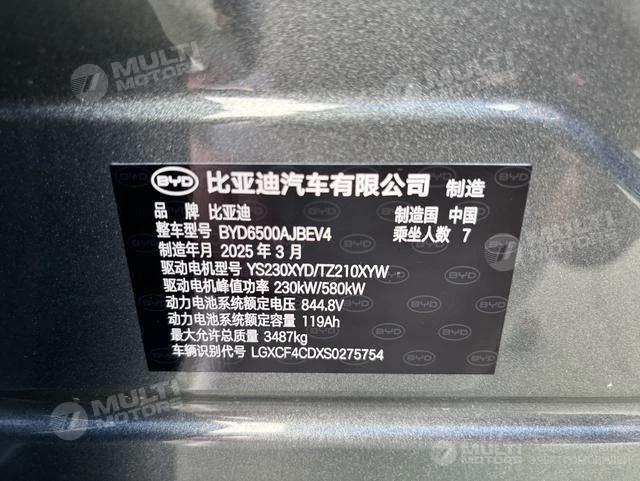 MULTI MOTORS
MULTI MOTORS
BYD 比亚迪汽车有限公司 制造
品 牌 比亚迪 制造国 中国
整车型号 BYD6500AJBEV4 乘坐人数 7
制造年月 2025 年 3 月
驱动电机型号 YS230XYD/TZ210XYW
驱动电机峰值功率 230kW/580kW
动力电池系统额定电压 844.8V
动力电池系统额定容量 119Ah
最大允许总质量 3487kg
车辆识别代号 LGXCF4CDXS0275754
MULTI MOTORS
MULTI MOTORS